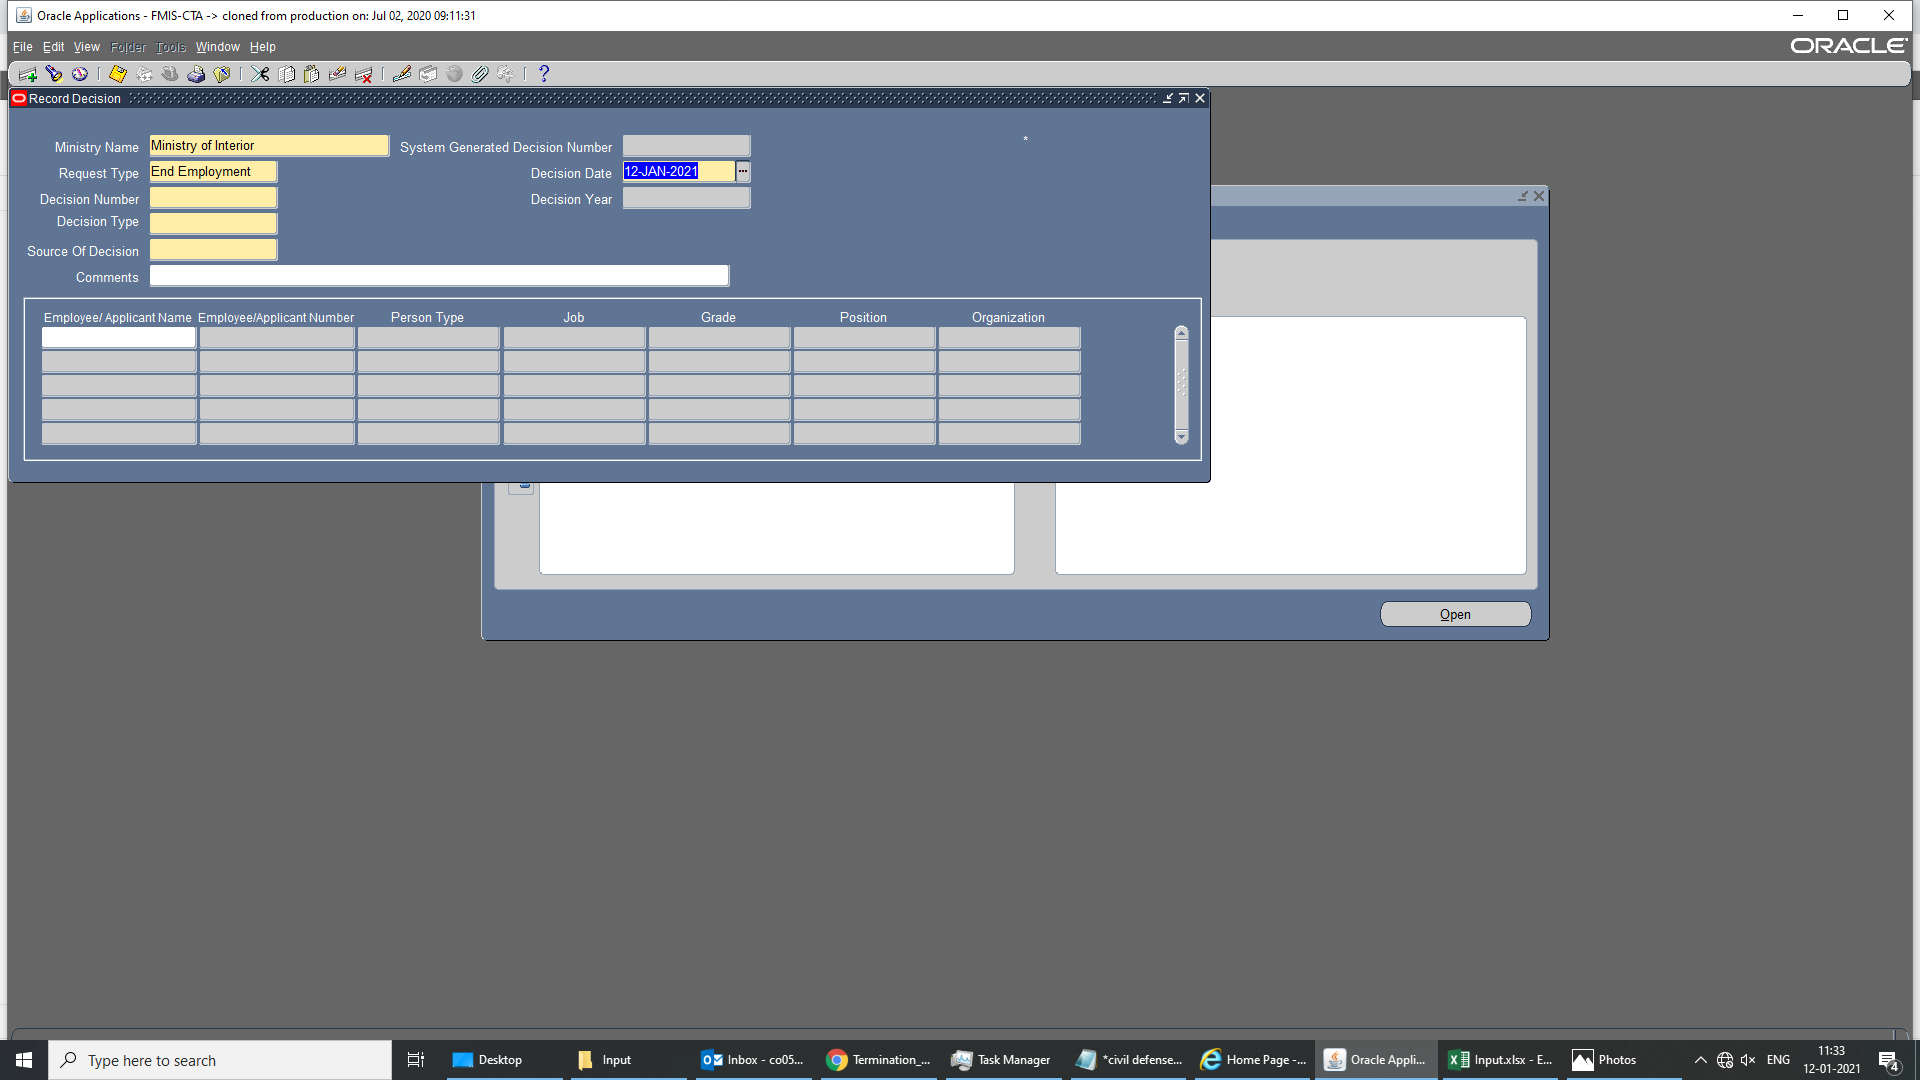 Oracle Applications - FMIS-CTA -> cloned from production on: Jul 02, 2020 09:11:31
File Edit View Folder Tools Window Help
ORACLE
Record Decision
Ministry Name Ministry of Interior System Generated Decision Number *
Request Type End Employment Decision Date 12-JAN-2021 ...
Decision Number Decision Year
Decision Type
Source Of Decision
Comments
Employee/ Applicant Name Employee/Applicant Number Person Type Job Grade Position Organization
Open
Type here to search Desktop Input Inbox - co05... Termination_... Task Manager *civil defense... Home Page -... Oracle Appli... Input.xlsx - E... Photos ENG 11:33
12-01-2021 4